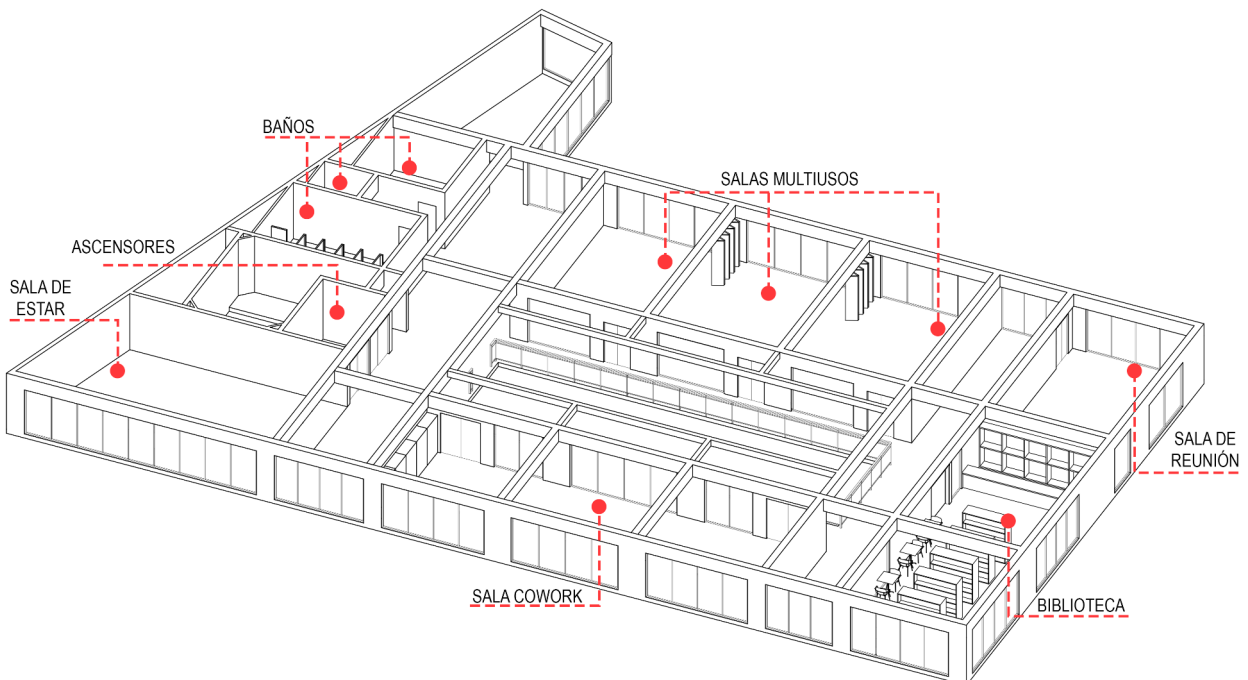 BAÑOS
SALAS MULTIUSOS
ASCENSORES
SALA DE
ESTAR
SALA DE
REUNIÓN
SALA COWORK
BIBLIOTECA